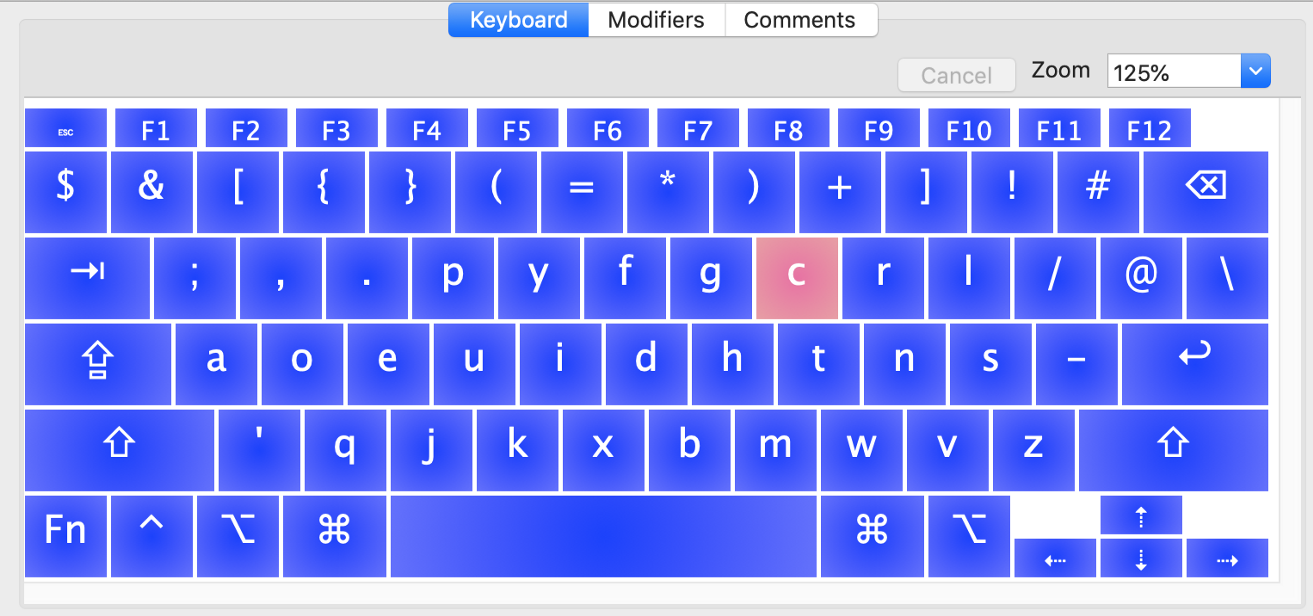 Keyboard Modifiers Comments
Cancel Zoom 125%
ESC F1 F2 F3 F4 F5 F6 F7 F8 F9 F10 F11 F12
$ & [ { } ( = * ) + ] ! # ⌫
⇥ ; , . p y f g c r l / @ \
⇪ a o e u i d h t n s - ↩
⇧ ' q j k x b m w v z ⇧
Fn ^ ⌥ ⌘ ⌘ ⌥ ⇠ ⇡ ⇣ ⇢